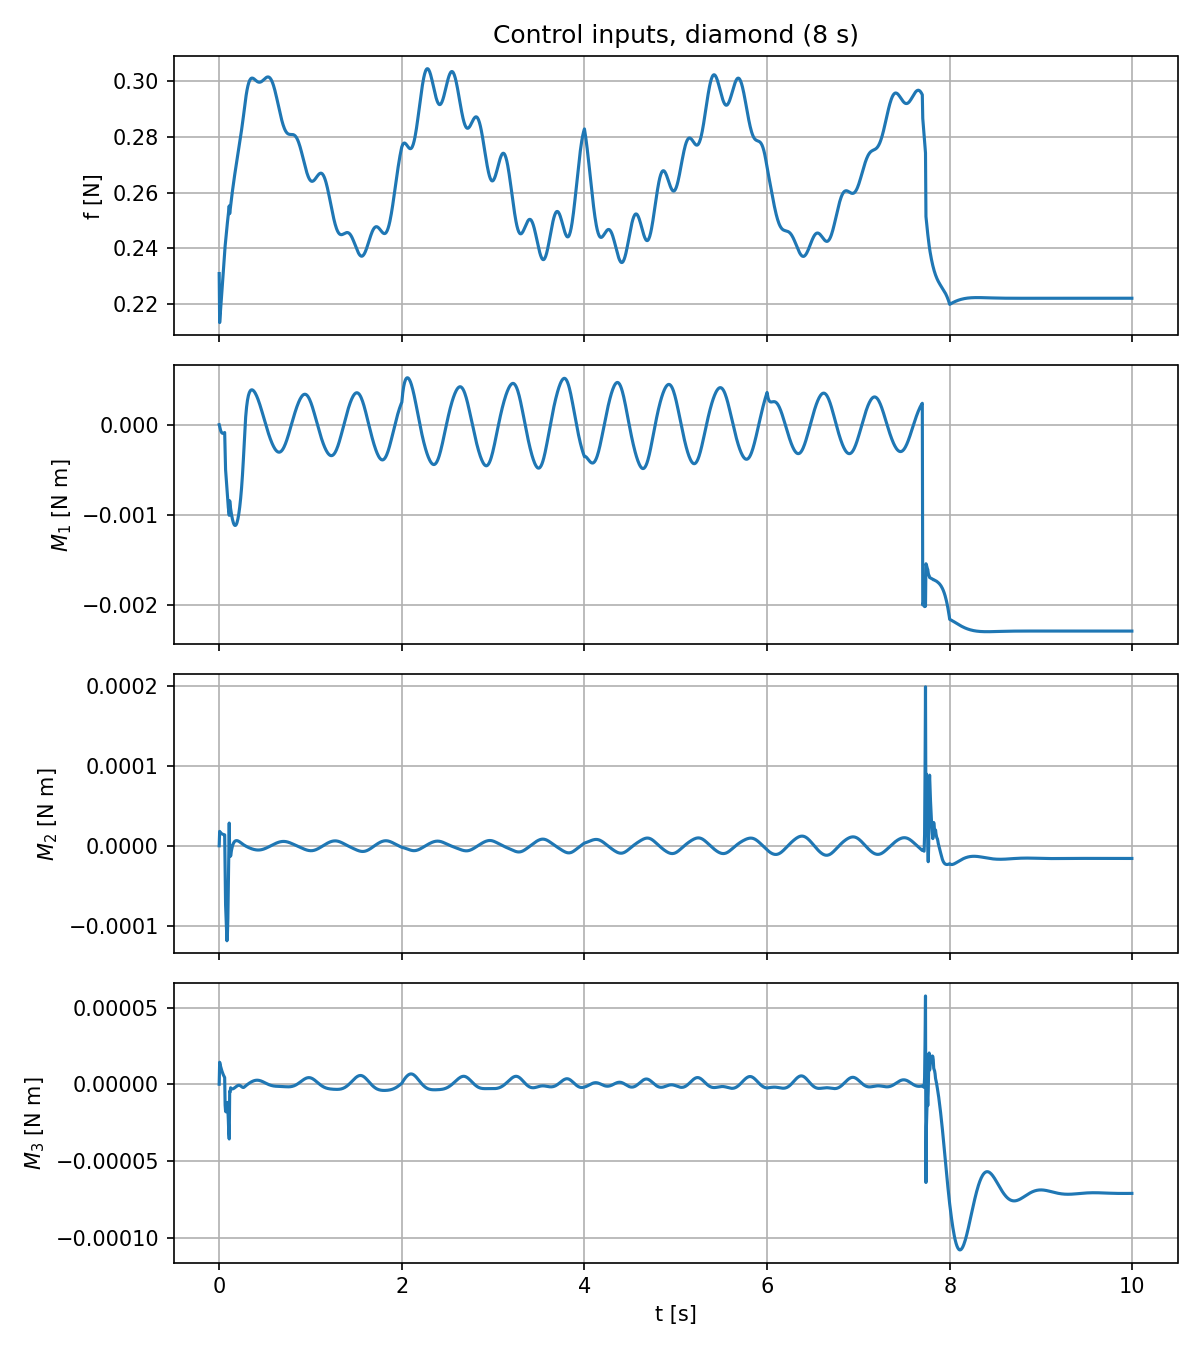 Control inputs, diamond (8 s)
0.30
0.28
0.26
0.24
0.22
f [N]
0.000
−0.001
−0.002
M₁ [N m]
0.0002
0.0001
0.0000
−0.0001
M₂ [N m]
0.00005
0.00000
−0.00005
−0.00010
M₃ [N m]
0 2 4 6 8 10
t [s]